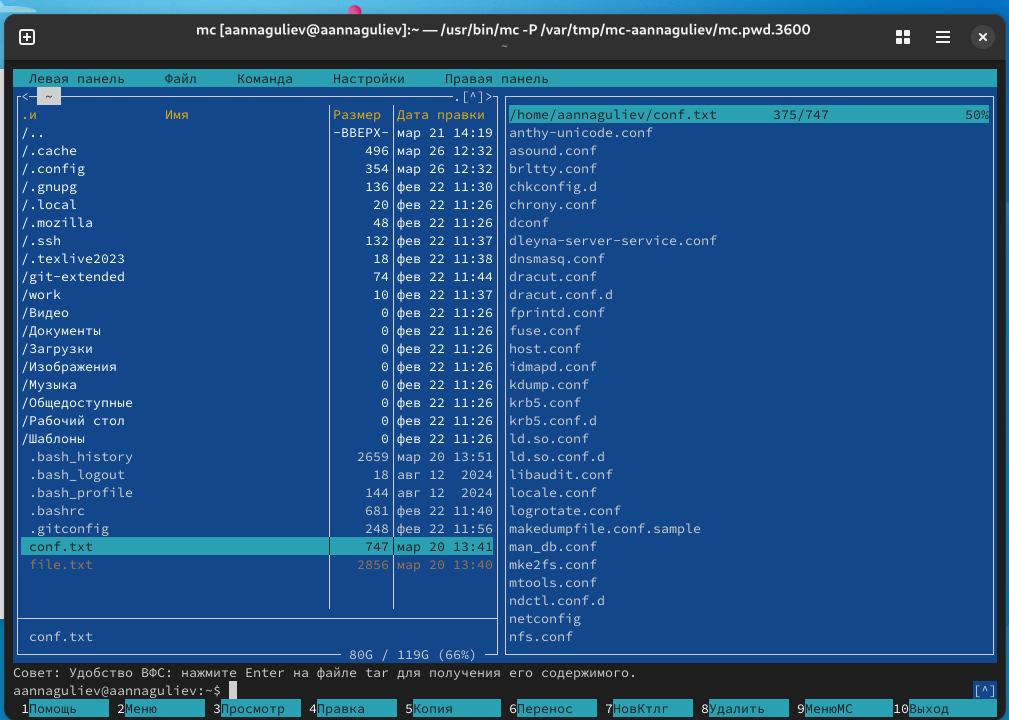 mc [aannaguliev@aannaguliev]:~ — /usr/bin/mc -P /var/tmp/mc-aannaguliev/mc.pwd.3600
~
Левая панель Файл Команда Настройки Правая панель
<─ ~ .[^]>
.и Имя Размер Дата правки
/.. -ВВЕРХ- мар 21 14:19
/.cache 496 мар 26 12:32
/.config 354 мар 26 12:32
/.gnupg 136 фев 22 11:30
/.local 20 фев 22 11:26
/.mozilla 48 фев 22 11:26
/.ssh 132 фев 22 11:37
/.texlive2023 18 фев 22 11:38
/git-extended 74 фев 22 11:44
/work 10 фев 22 11:37
/Видео 0 фев 22 11:26
/Документы 0 фев 22 11:26
/Загрузки 0 фев 22 11:26
/Изображения 0 фев 22 11:26
/Музыка 0 фев 22 11:26
/Общедоступные 0 фев 22 11:26
/Рабочий стол 0 фев 22 11:26
/Шаблоны 0 фев 22 11:26
.bash_history 2659 мар 20 13:51
.bash_logout 18 авг 12 2024
.bash_profile 144 авг 12 2024
.bashrc 681 фев 22 11:40
.gitconfig 248 фев 22 11:56
conf.txt 747 мар 20 13:41
file.txt 2856 мар 20 13:40
conf.txt
80G / 119G (66%)
/home/aannaguliev/conf.txt 375/747 50%
anthy-unicode.conf
asound.conf
brltty.conf
chkconfig.d
chrony.conf
dconf
dleyna-server-service.conf
dnsmasq.conf
dracut.conf
dracut.conf.d
fprintd.conf
fuse.conf
host.conf
idmapd.conf
kdump.conf
krb5.conf
krb5.conf.d
ld.so.conf
ld.so.conf.d
libaudit.conf
locale.conf
logrotate.conf
makedumpfile.conf.sample
man_db.conf
mke2fs.conf
mtools.conf
ndctl.conf.d
netconfig
nfs.conf
Совет: Удобство ВФС: нажмите Enter на файле tar для получения его содержимого.
aannaguliev@aannaguliev:~$ [^]
1Помощь 2Меню 3Просмотр 4Правка 5Копия 6Перенос 7НовКтлг 8Удалить 9МенюМС 10Выход